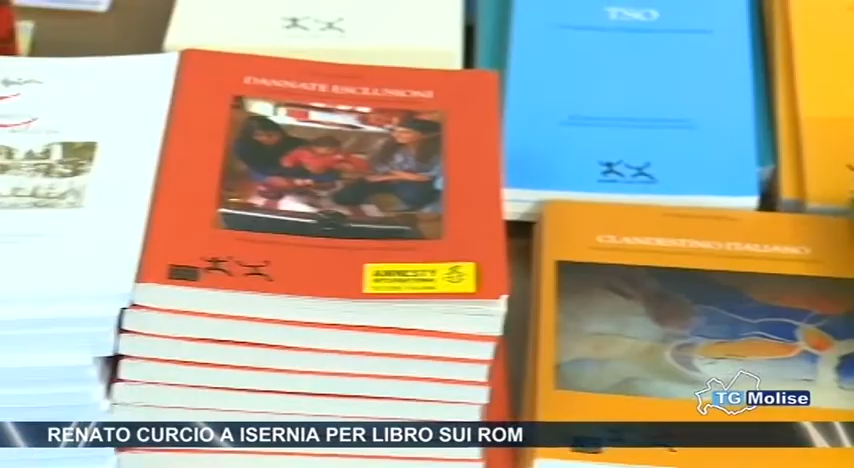 TSO
DANNATE ESCLUSIONI
AMNESTY
INTERNATIONAL
CLANDESTINO ITALIANO
TG Molise
RENATO CURCIO A ISERNIA PER LIBRO SUI ROM